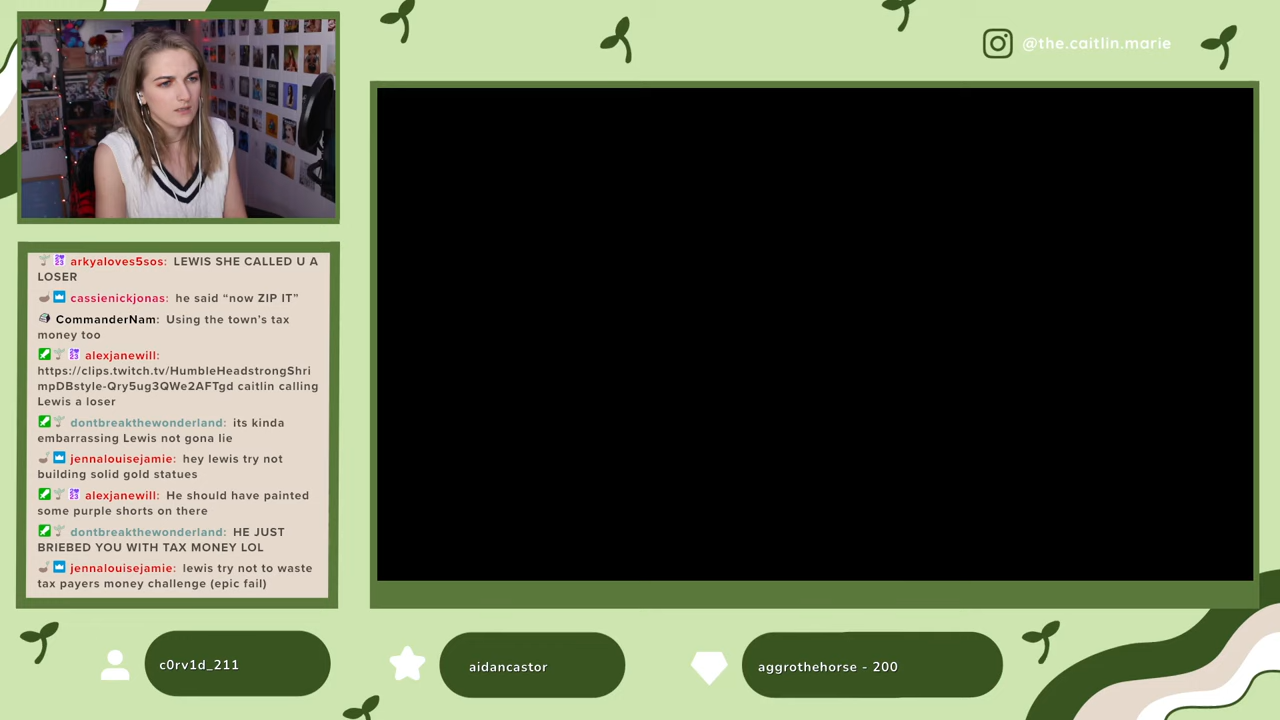 @the.caitlin.marie
arkyaloves5sos: LEWIS SHE CALLED U A
LOSER
cassienickjonas: he said “now ZIP IT”
CommanderNam: Using the town’s tax
money too
alexjanewill:
https://clips.twitch.tv/HumbleHeadstrongShri
mpDBstyle-Qry5ug3QWe2AFTgd caitlin calling
Lewis a loser
dontbreakthewonderland: its kinda
embarrassing Lewis not gona lie
jennalouisejamie: hey lewis try not
building solid gold statues
alexjanewill: He should have painted
some purple shorts on there
dontbreakthewonderland: HE JUST
BRIEBED YOU WITH TAX MONEY LOL
jennalouisejamie: lewis try not to waste
tax payers money challenge (epic fail)
c0rv1d_211
aidancastor
aggrothehorse - 200